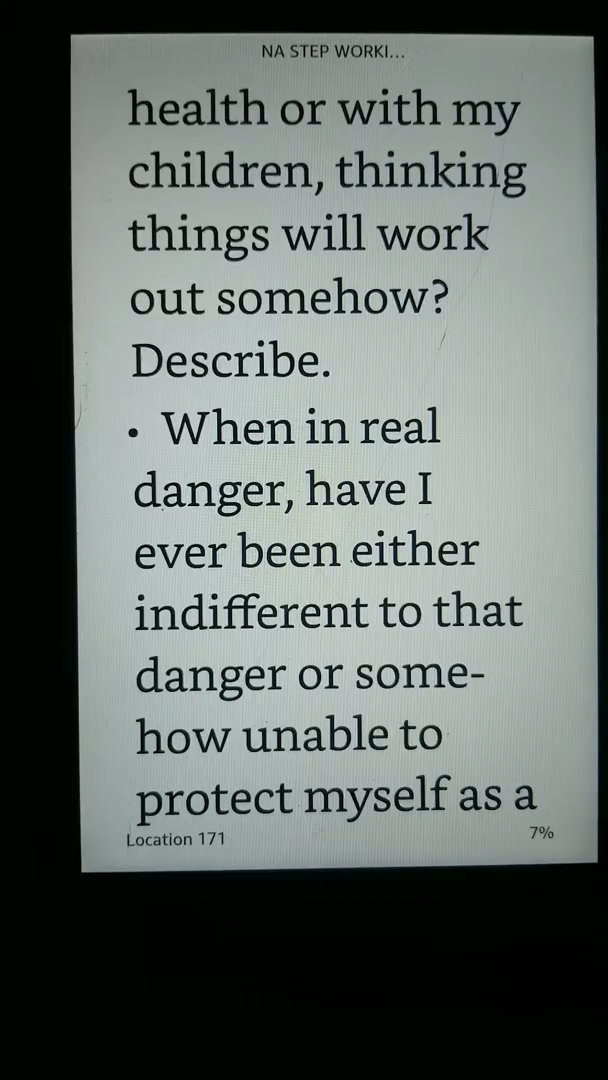 NA STEP WORKI...
health or with my
children, thinking
things will work
out somehow?
Describe.
• When in real
danger, have I
ever been either
indifferent to that
danger or some-
how unable to
protect myself as a
Location 171
7%